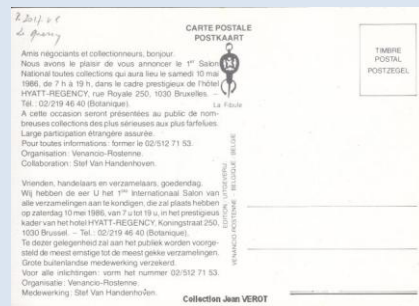 CARTE POSTALE
POSTKAART
Amis négociants et collectionneurs, bonjour.
Nous avons le plaisir de vous annoncer le 1er Salon
National toutes collections qui aura lieu le samedi 10 mai
1986, de 7 h à 19 h, dans le cadre prestigieux de l'hôtel
HYATT-REGENCY, rue Royale 250, 1030 Bruxelles. –
Tél. : 02/219 46 40 (Botanique).
A cette occasion seront présentées au public de nom-
breuses collections des plus sérieuses aux plus farfelues.
Large participation étrangère assurée.
Pour toutes informations : former le 02/512 71 53.
Organisation : Venancio-Rostenne.
Collaboration : Stef Van Handenhoven.
Vrienden, handelaars en verzamelaars, goedendag.
Wij hebben de eer U het 1ste Internationaal Salon van
alle verzamelingen aan te kondigen, die zal plaats hebben
op zaterdag 10 mei 1986, van 7 u tot 19 u, in het prestigieus
kader van het hotel HYATT-REGENCY, Koningstraat 250,
1030 Brussel. – Tel. : 02/219 46 40 (Botanique).
Te dezer gelegenheid zal aan het publiek worden voorge-
steld de meest ernstige tot de meest gekke verzamelingen.
Grote buitenlandse medewerking verzekerd.
Voor alle inlichtingen : vorm het nummer 02/512 71 53.
Organisatie : Venancio-Rostenne.
Medewerking : Stef Van Handenhoven.
La Fibule
EDITION - UITGEVERIJ
VENANCIO-ROSTENNE - BELGIQUE - BELGIE
TIMBRE
POSTAL
POSTZEGEL
Collection Jean VEROT